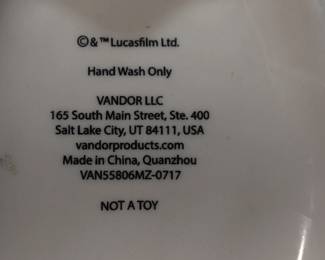 ©&™Lucasfilm Ltd.
Hand Wash Only
VANDOR LLC
165 South Main Street, Ste. 400
Salt Lake City, UT 84111, USA
vandorproducts.com
Made in China, Quanzhou
VAN55806MZ-0717
NOT A TOY